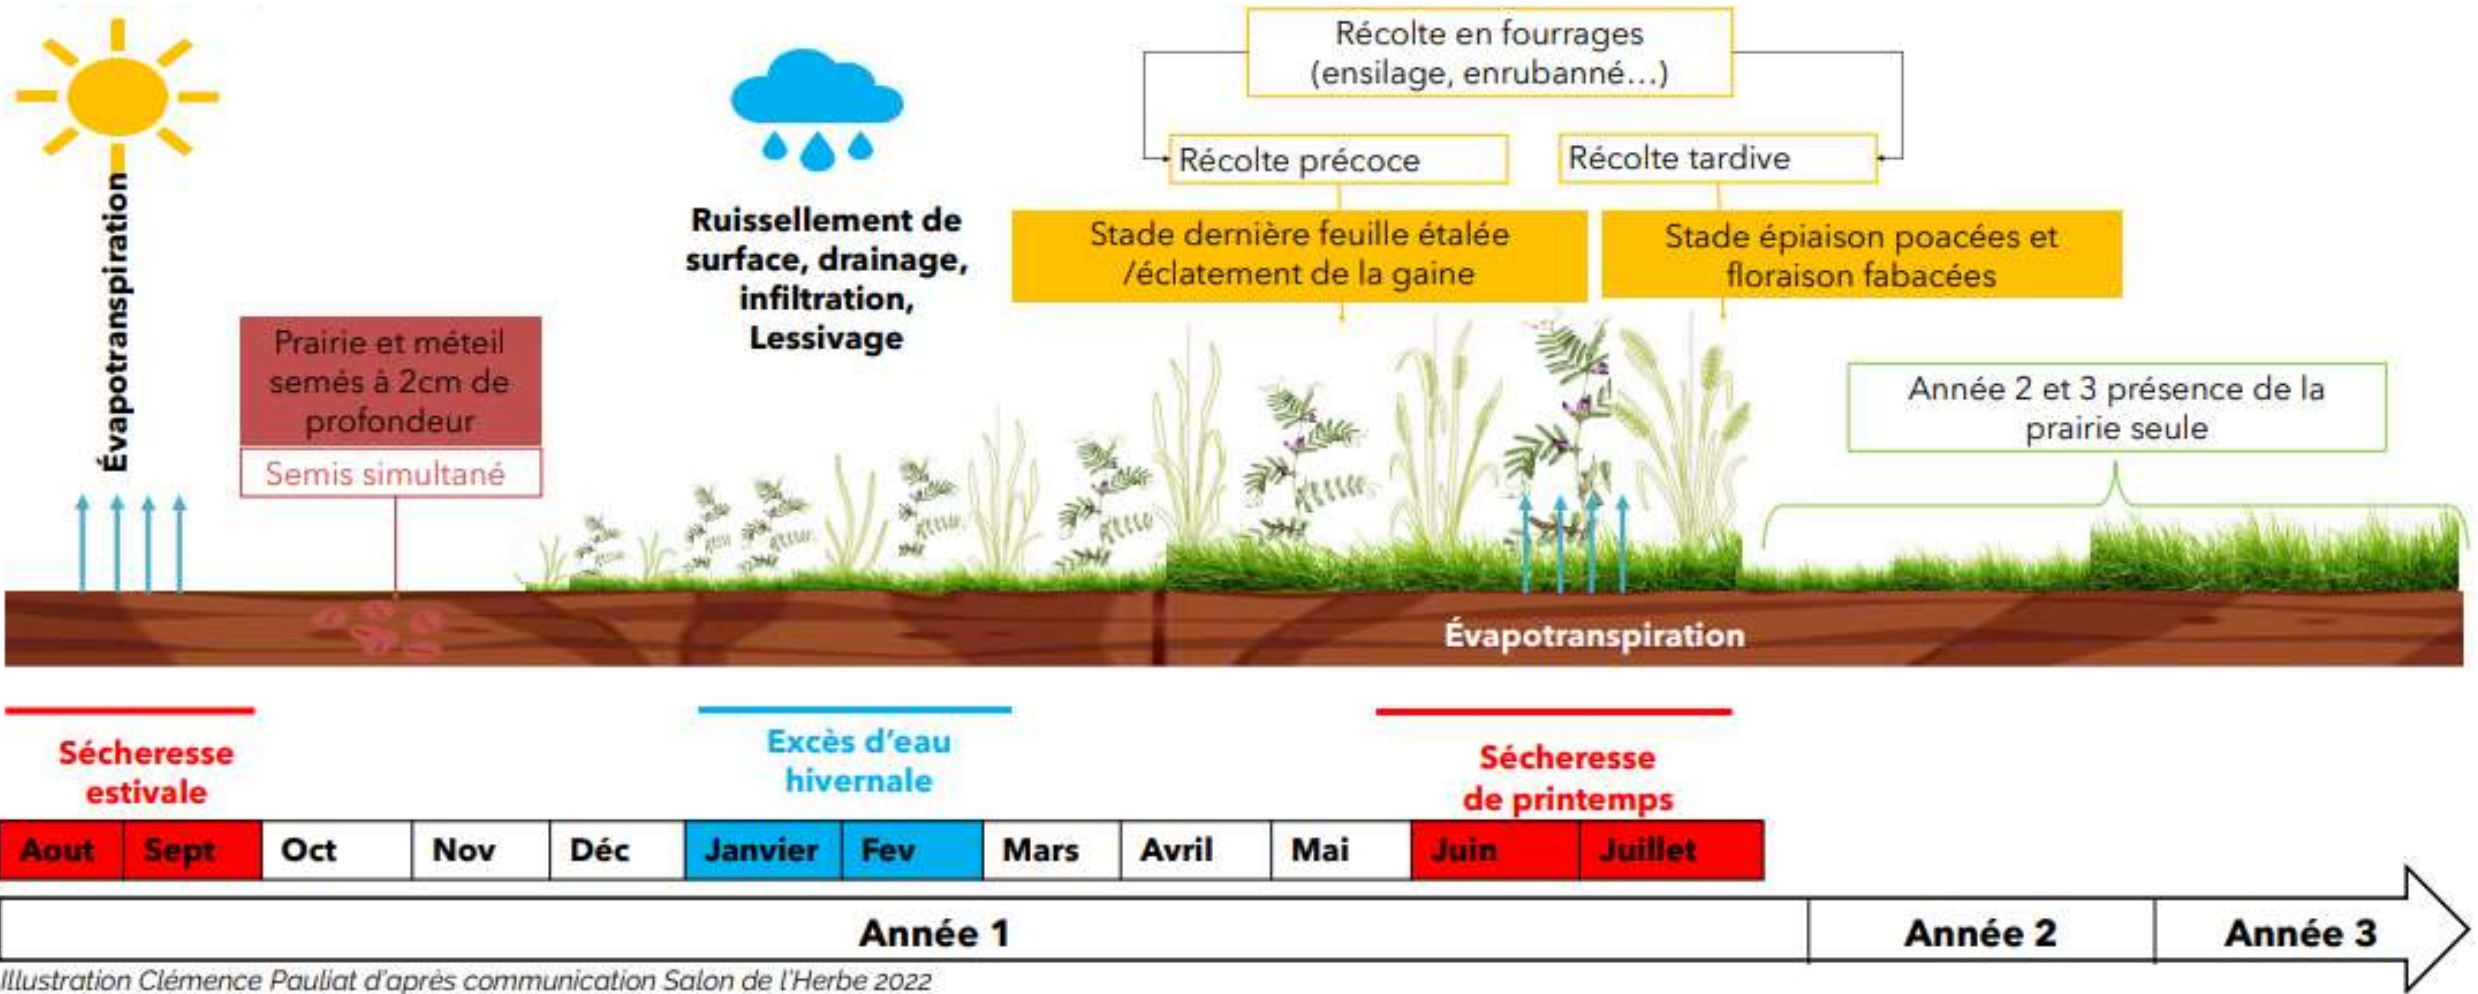 Récolte en fourrages
(ensilage, enrubanné...)
Récolte précoce
Récolte tardive
Évapotranspiration
Ruissellement de
surface, drainage,
infiltration,
Lessivage
Stade dernière feuille étalée
/éclatement de la gaine
Stade épiaison poacées et
floraison fabacées
Prairie et méteil
semés à 2cm de
profondeur
Semis simultané
Année 2 et 3 présence de la
prairie seule
Évapotranspiration
Sécheresse
estivale
Excès d'eau
hivernale
Sécheresse
de printemps
Aout Sept Oct Nov Déc Janvier Fev Mars Avril Mai Juin Juillet
Année 1 Année 2 Année 3
Illustration Clémence Pauliat d'après communication Salon de l'Herbe 2022